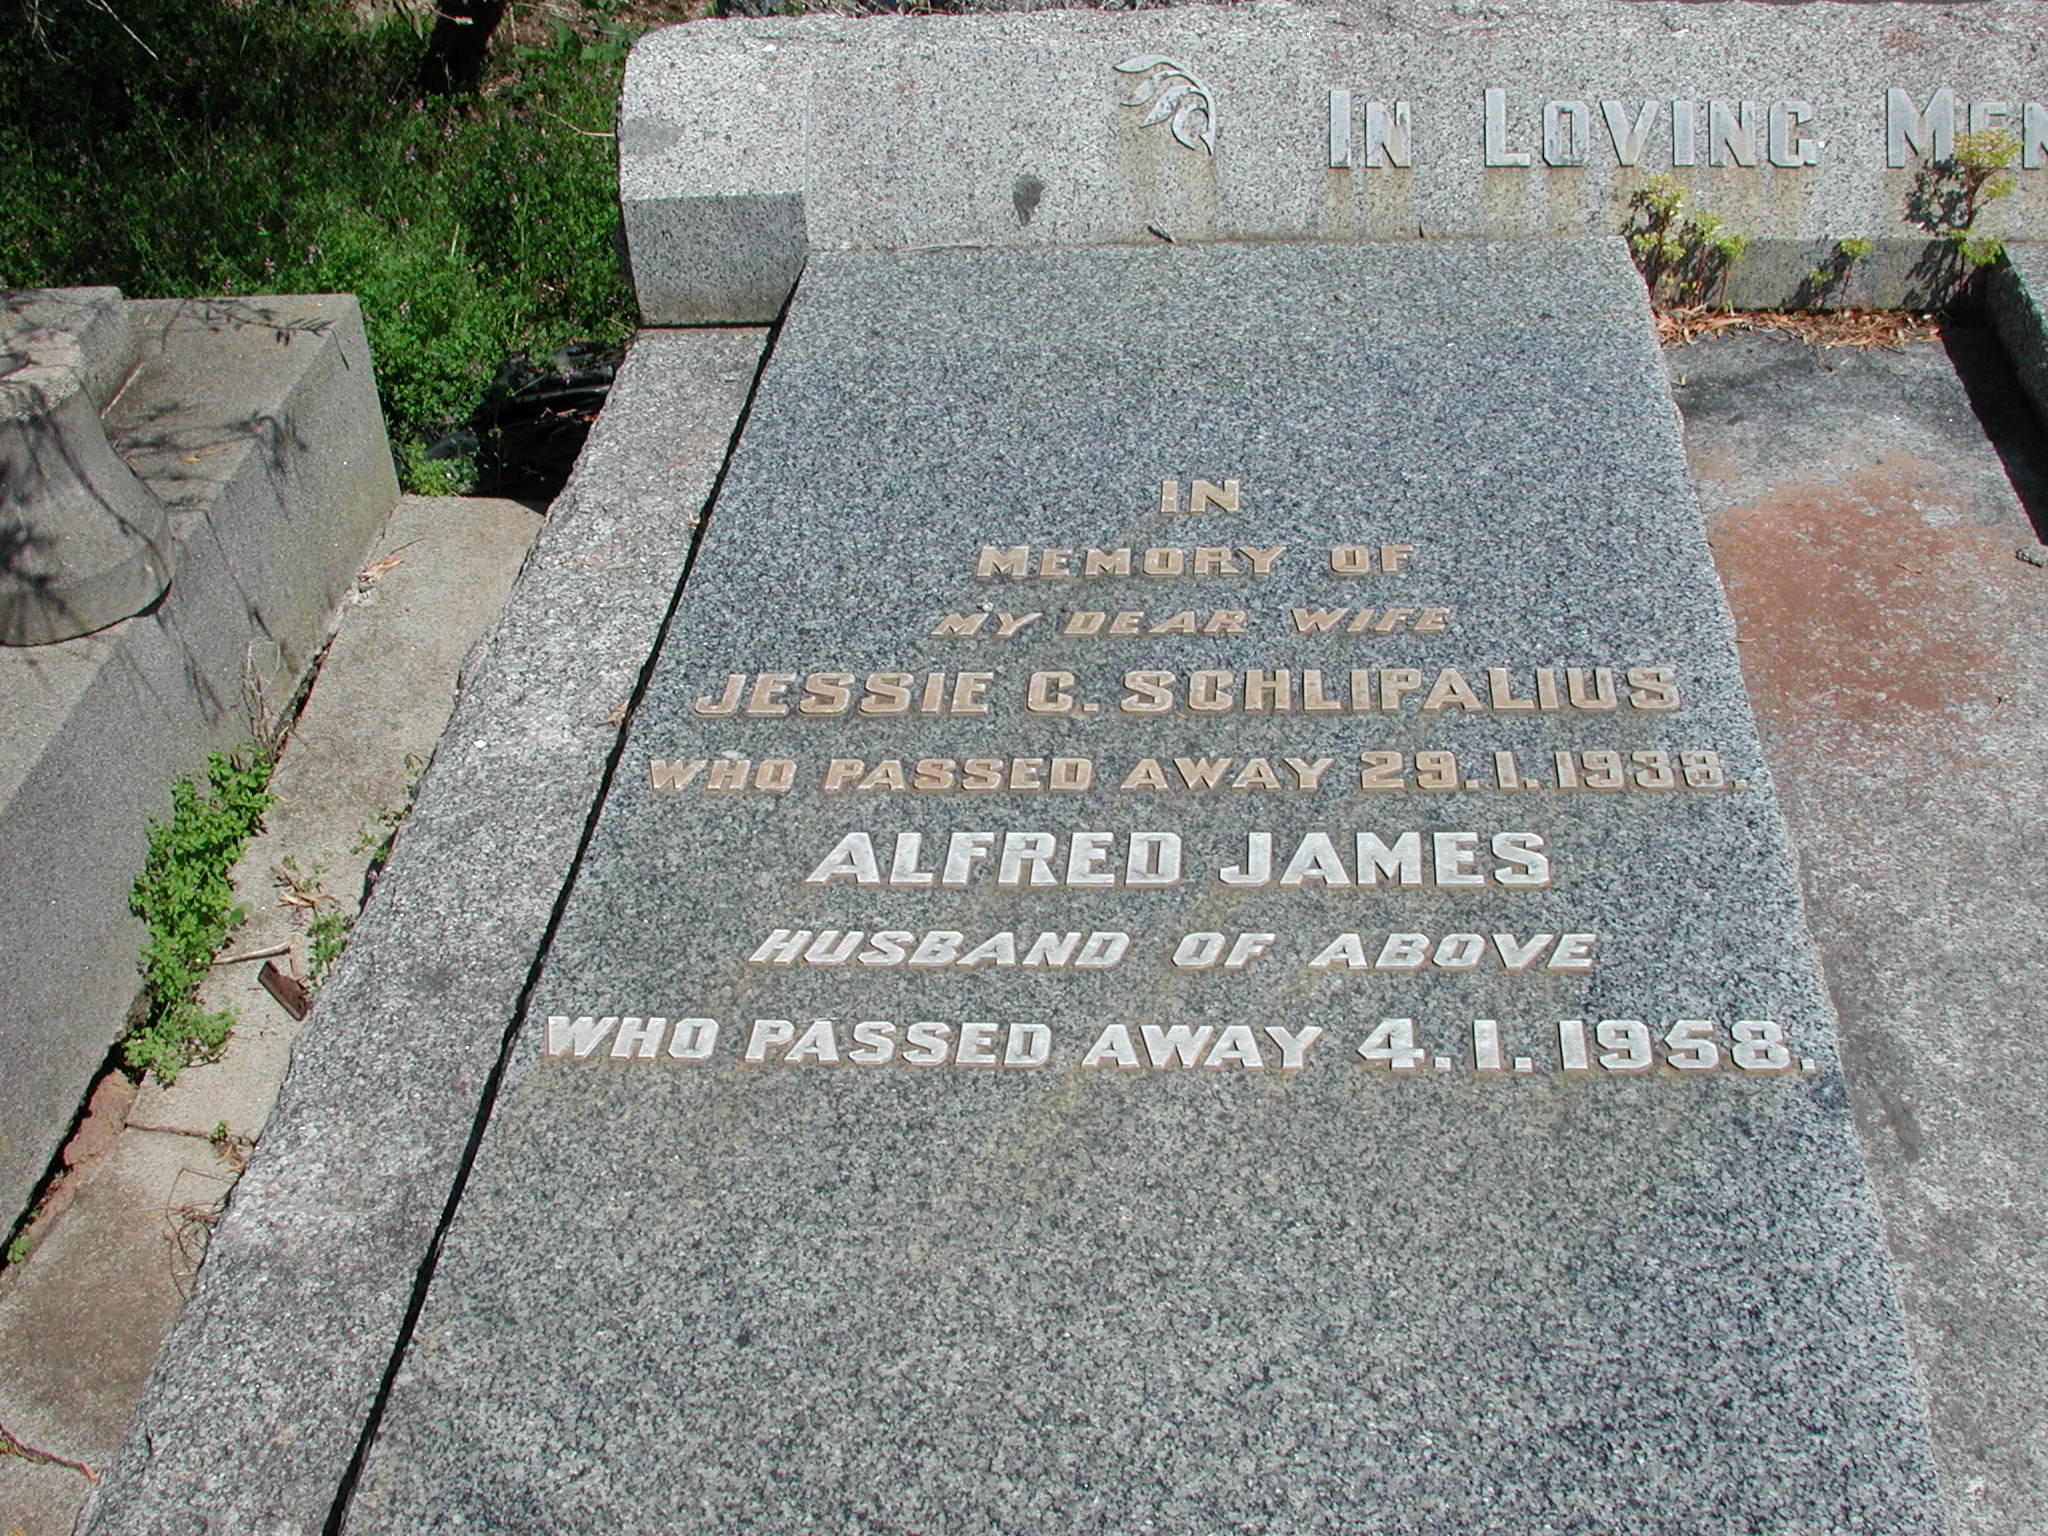 IN LOVING MEM
IN
MEMORY OF
MY DEAR WIFE
JESSIE C. SCHLIPALIUS
WHO PASSED AWAY 29.1.1938.
ALFRED JAMES
HUSBAND OF ABOVE
WHO PASSED AWAY 4.1.1958.